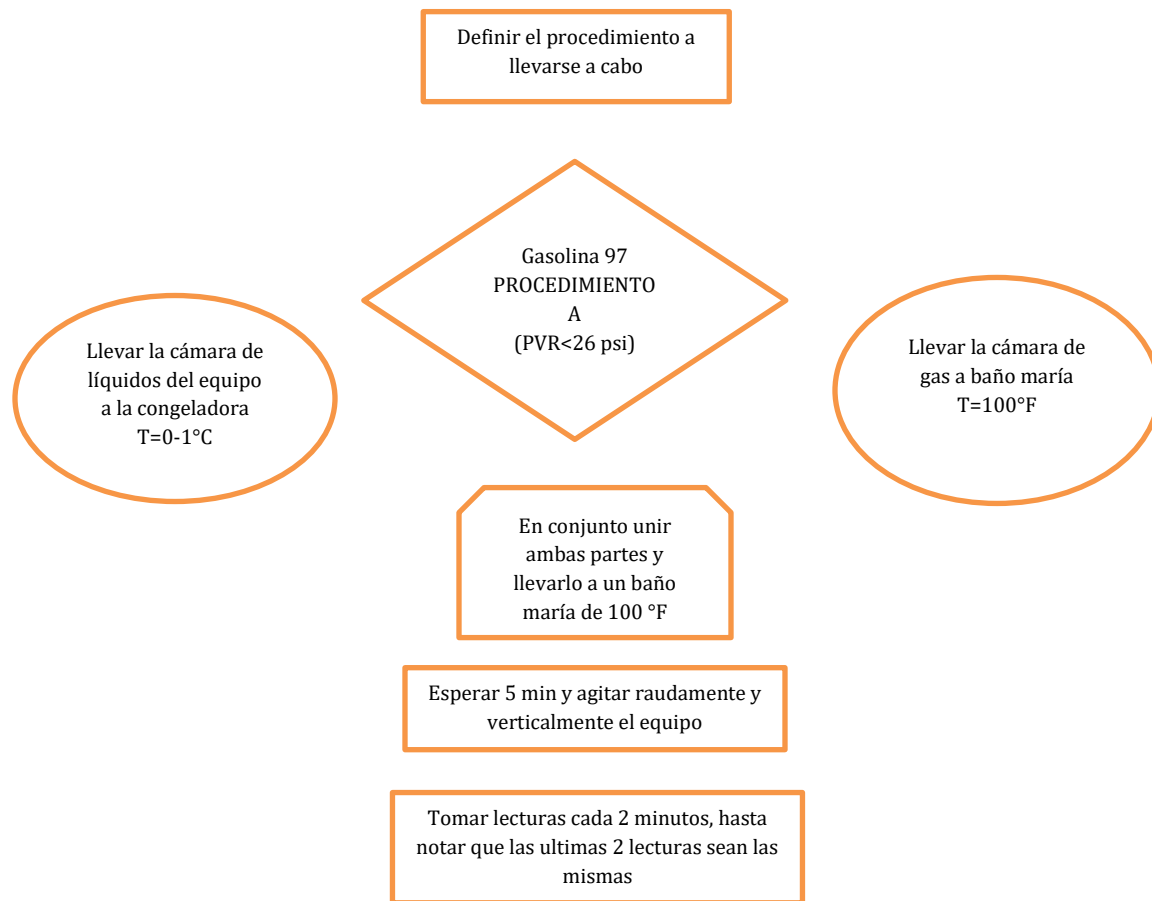 Definir el procedimiento a
llevarse a cabo
Gasolina 97
PROCEDIMIENTO
A
(PVR<26 psi)
Llevar la cámara de
líquidos del equipo
a la congeladora
T=0-1°C
Llevar la cámara de
gas a baño maría
T=100°F
En conjunto unir
ambas partes y
llevarlo a un baño
maría de 100 °F
Esperar 5 min y agitar raudamente y
verticalmente el equipo
Tomar lecturas cada 2 minutos, hasta
notar que las ultimas 2 lecturas sean las
mismas